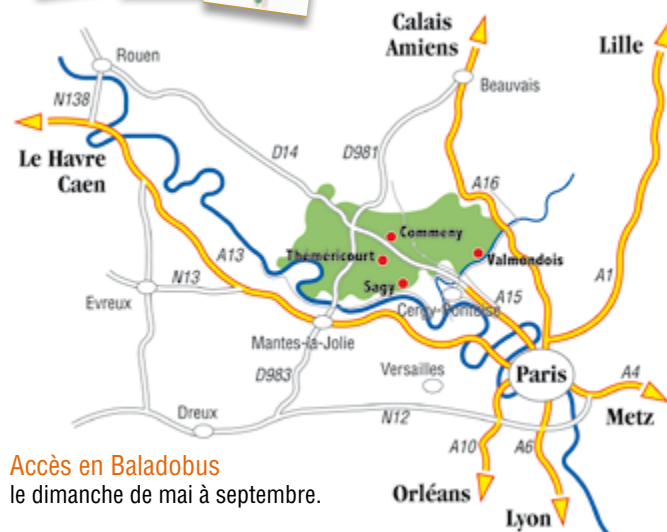 Calais
Amiens
Lille
Rouen
Beauvais
N138
D14
D981
Le Havre
Caen
A16
Commeny
A13
Théméricourt
Valmondois
A1
N13
Sagy
A15
Evreux
Cergy-Pontoise
Mantes-la-Jolie
Versailles
Paris
A4
D983
Metz
Dreux
N12
A10
A6
Accès en Baladobus
le dimanche de mai à septembre.
Orléans
Lyon